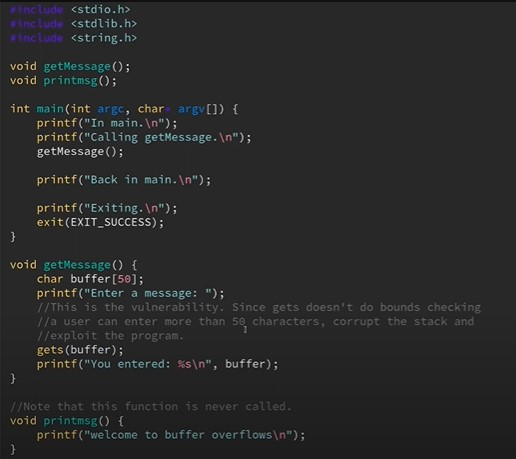 #include <stdio.h>
#include <stdlib.h>
#include <string.h>
void getMessage();
void printmsg();
int main(int argc, char* argv[]) {
printf("In main.\n");
printf("Calling getMessage.\n");
getMessage();
printf("Back in main.\n");
printf("Exiting.\n");
exit(EXIT_SUCCESS);
}
void getMessage() {
char buffer[50];
printf("Enter a message: ");
//This is the vulnerability. Since gets doesn't do bounds checking
//a user can enter more than 50 characters, corrupt the stack and
//exploit the program.
gets(buffer);
printf("You entered: %s\n", buffer);
}
//Note that this function is never called.
void printmsg() {
printf("welcome to buffer overflows\n");
}